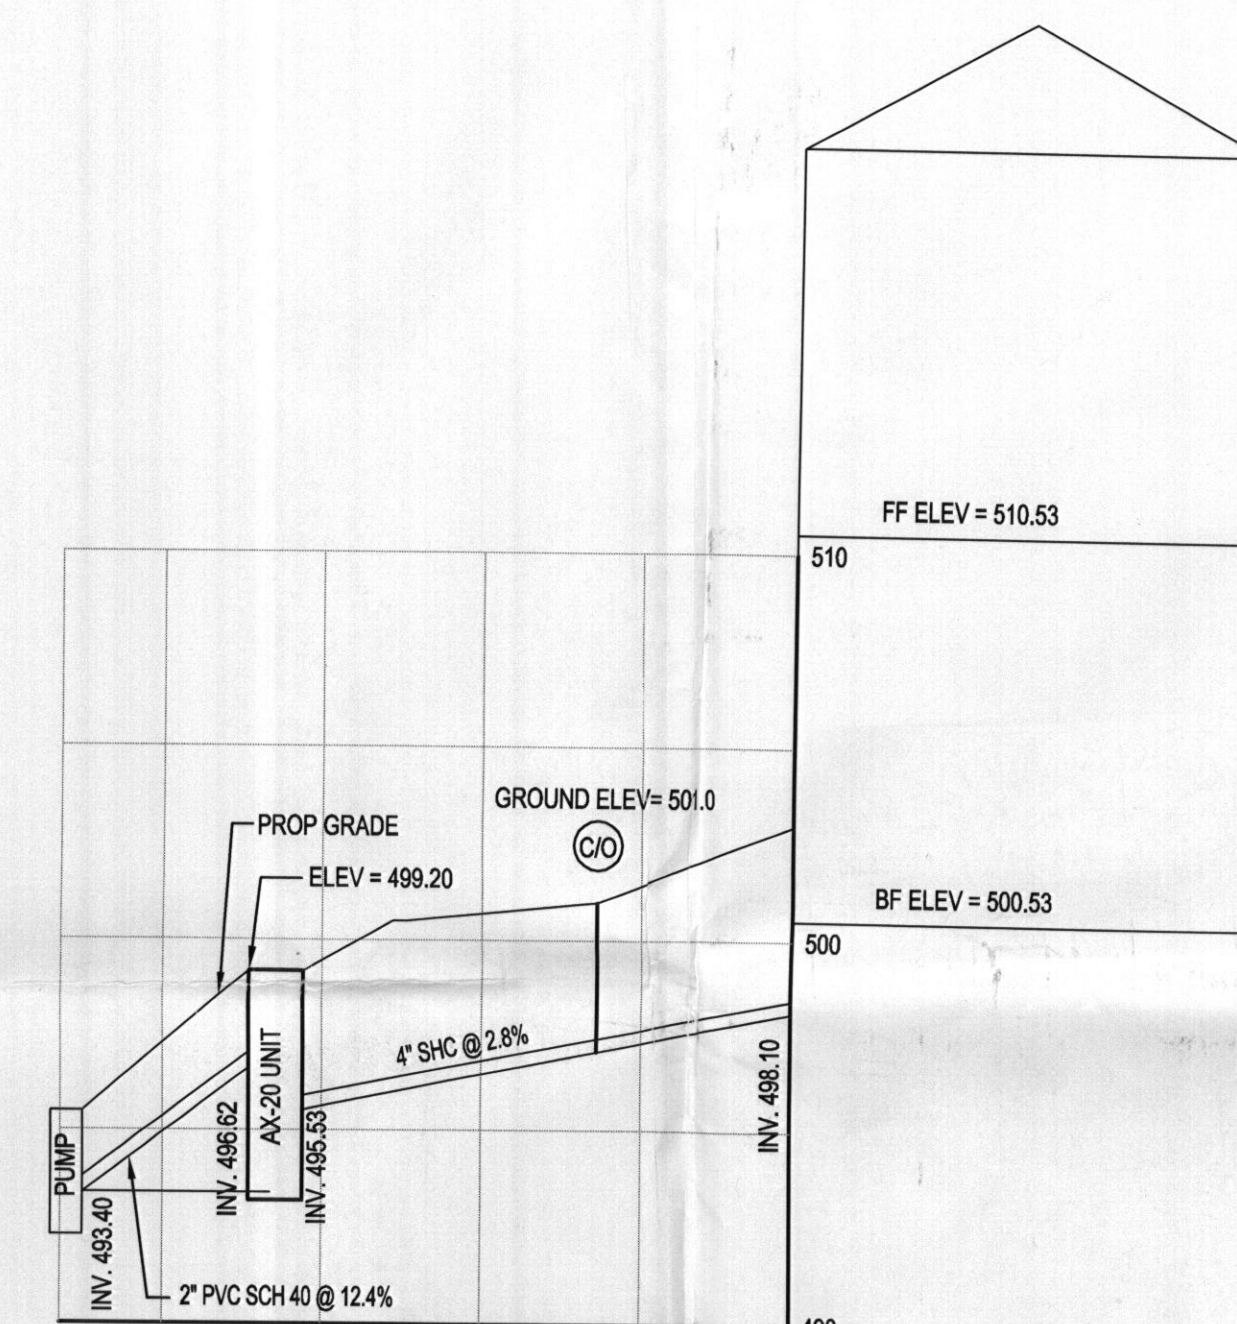 FF ELEV = 510.53
510
GROUND ELEV= 501.0
C/O
PROP GRADE
ELEV = 499.20
BF ELEV = 500.53
500
4" SHC @ 2.8%
AX-20 UNIT
INV. 498.10
INV. 496.62
INV. 495.53
PUMP
INV. 493.40
2" PVC SCH 40 @ 12.4%